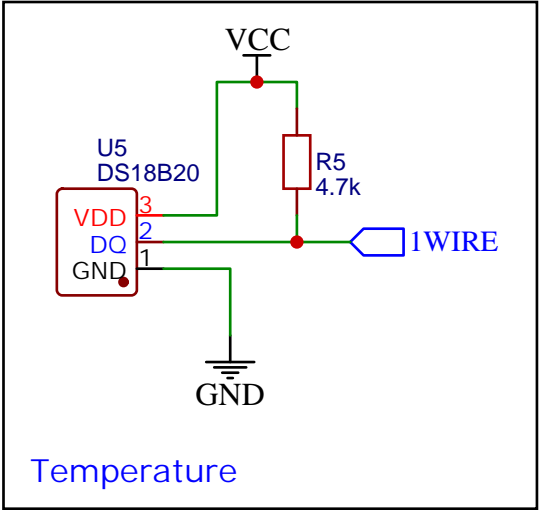 VCC
U5
DS18B20
R5
4.7k
VDD 3
DQ 2
GND 1
1WIRE
GND
Temperature